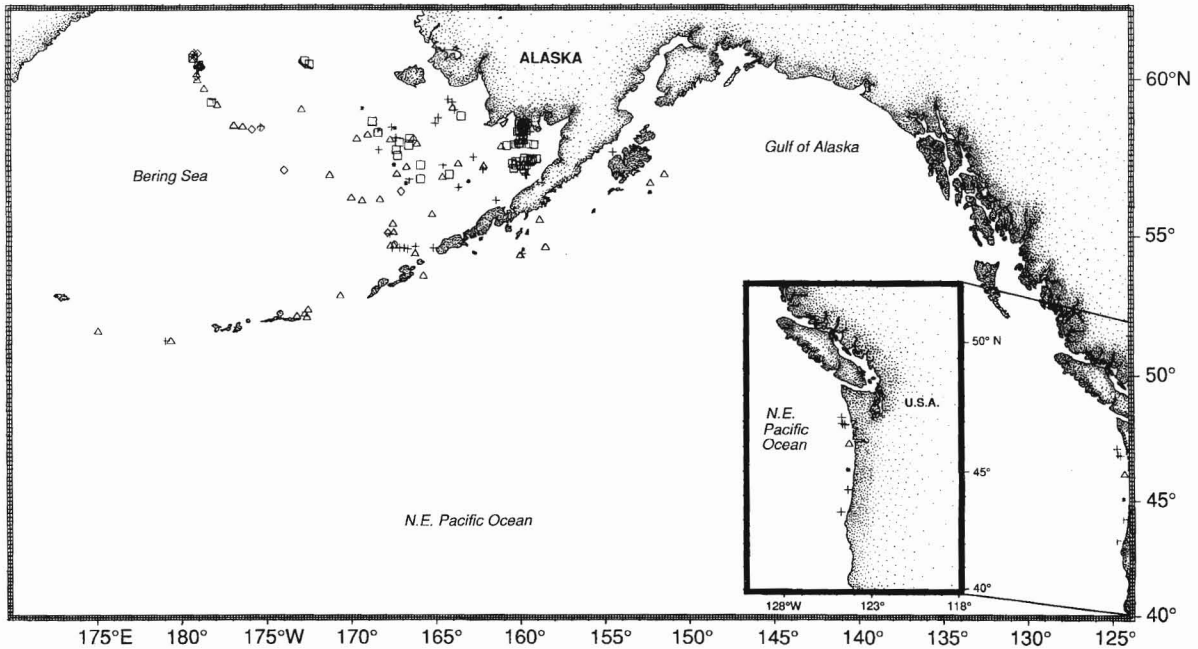 ALASKA
60°N
Gulf of Alaska
Bering Sea
55°
50° N
50°
U.S.A.
N.E.
Pacific
Ocean
45°
45°
N.E. Pacific Ocean
40°
128°W 123° 118°
40°
175°E 180° 175°W 170° 165° 160° 155° 150° 145° 140° 135° 130° 125°